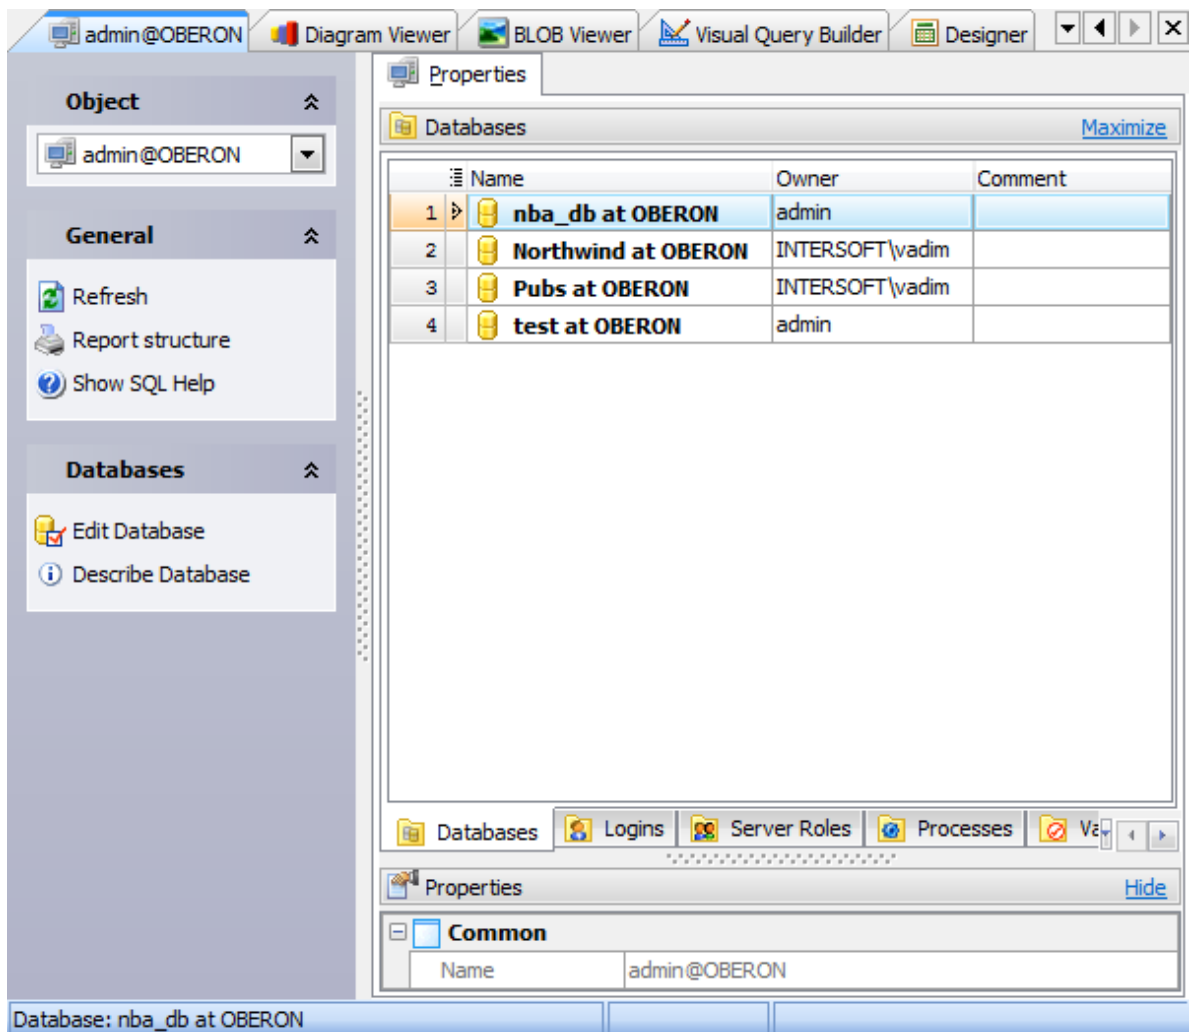 admin@OBERON Diagram Viewer BLOB Viewer Visual Query Builder Designer
Object
admin@OBERON
General
Refresh
Report structure
Show SQL Help
Databases
Edit Database
Describe Database
Properties
Databases Maximize
Name Owner Comment
1 nba_db at OBERON admin
2 Northwind at OBERON INTERSOFT\vadim
3 Pubs at OBERON INTERSOFT\vadim
4 test at OBERON admin
Databases Logins Server Roles Processes
Properties Hide
Common
Name admin@OBERON
Database: nba_db at OBERON